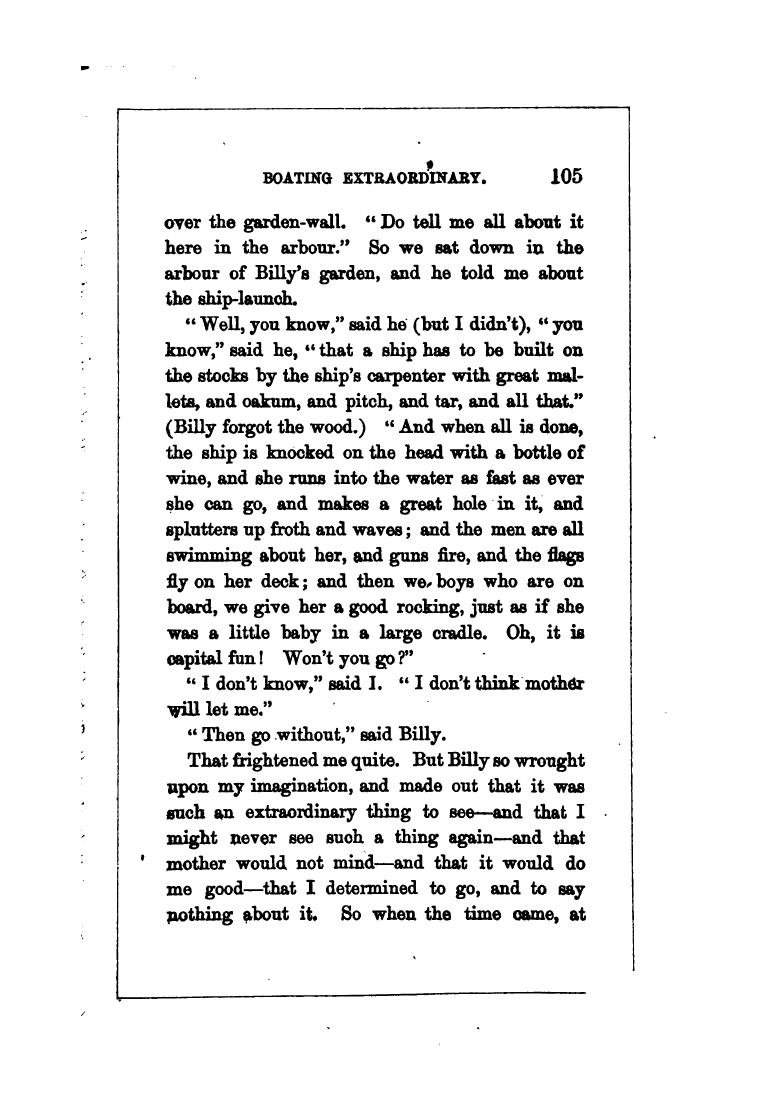 BOATING EXTRAORDINARY. 105
over the garden-wall. “Do tell me all about it
here in the arbour.” So we sat down in the
arbour of Billy’s garden, and he told me about
the ship-launch.
“Well, you know,” said he (but I didn’t), “you
know,” said he, “that a ship has to be built on
the stocks by the ship’s carpenter with great mal-
lets, and oakum, and pitch, and tar, and all that.”
(Billy forgot the wood.) “And when all is done,
the ship is knocked on the head with a bottle of
wine, and she runs into the water as fast as ever
she can go, and makes a great hole in it, and
splutters up froth and waves; and the men are all
swimming about her, and guns fire, and the flags
fly on her deck; and then we boys who are on
board, we give her a good rocking, just as if she
was a little baby in a large cradle. Oh, it is
capital fun! Won’t you go?”
“I don’t know,” said I. “I don’t think mother
will let me.”
“Then go without,” said Billy.
That frightened me quite. But Billy so wrought
upon my imagination, and made out that it was
such an extraordinary thing to see—and that I
might never see such a thing again—and that
mother would not mind—and that it would do
me good—that I determined to go, and to say
nothing about it. So when the time came, at